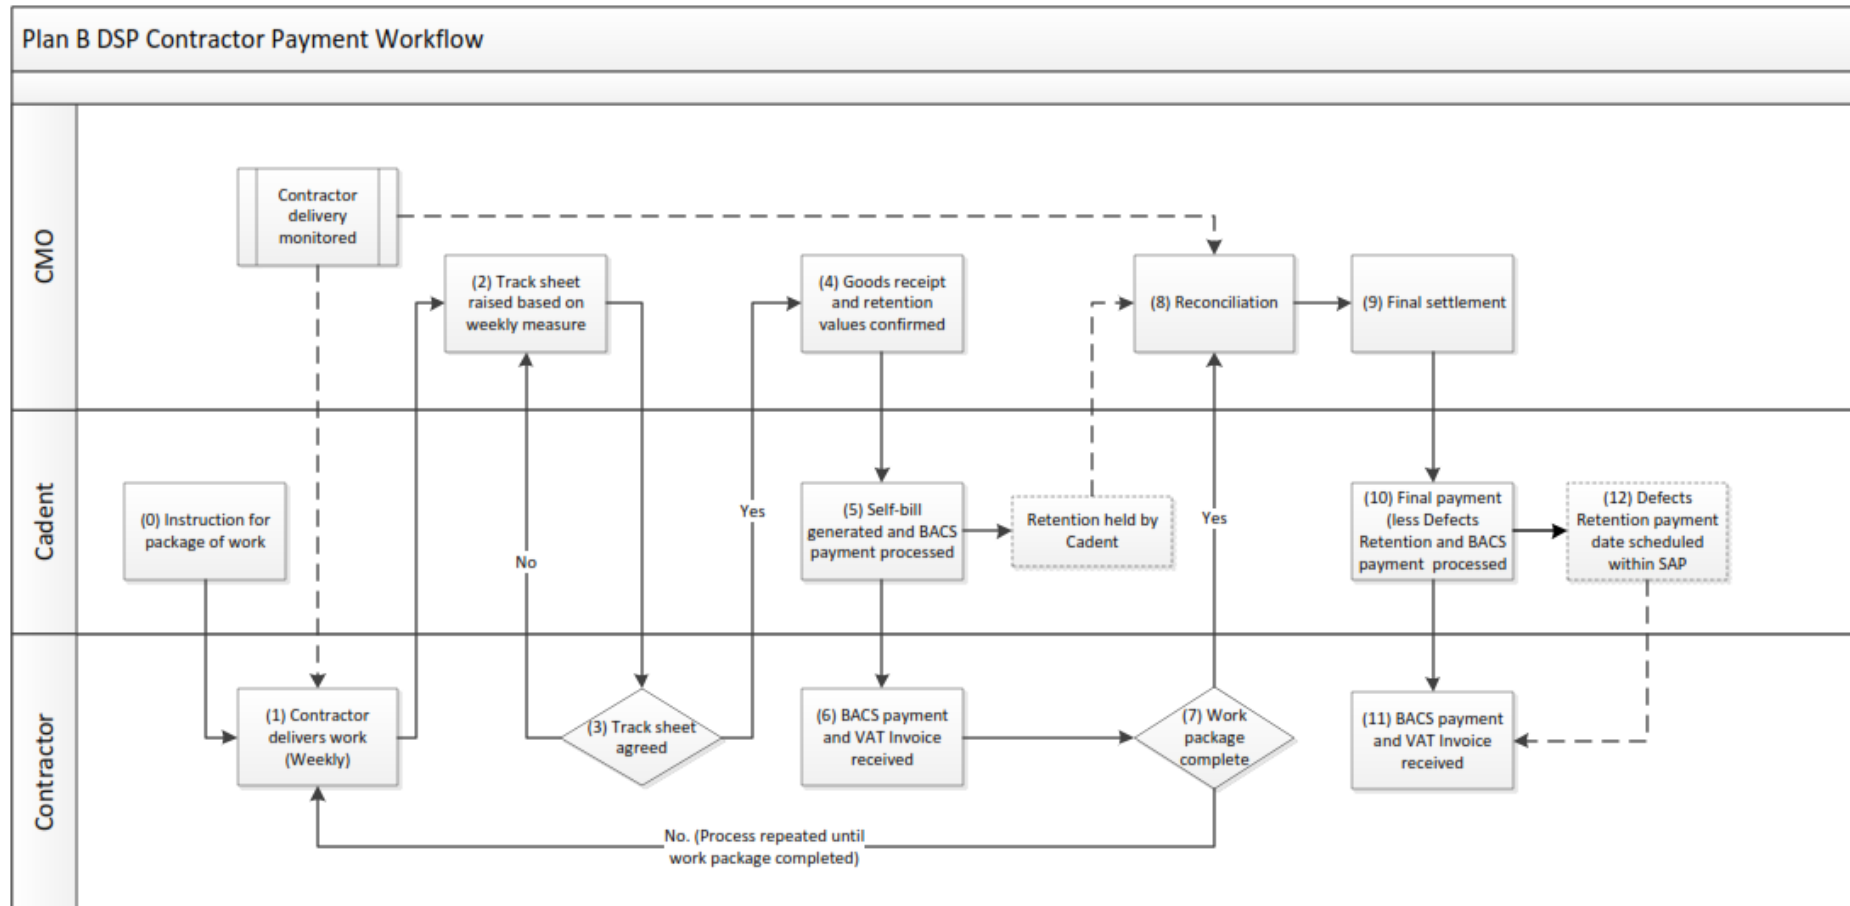 Plan B DSP Contractor Payment Workflow
CMO
Contractor
delivery
monitored
(2) Track sheet
raised based on
weekly measure
(4) Goods receipt
and retention
values confirmed
(8) Reconciliation
(9) Final settlement
Cadent
(0) Instruction for
package of work
No
Yes
(5) Self-bill
generated and BACS
payment processed
Retention held by
Cadent
Yes
(10) Final payment
(less Defects
Retention and BACS
payment processed
(12) Defects
Retention payment
date scheduled
within SAP
Contractor
(1) Contractor
delivers work
(Weekly)
(3) Track sheet
agreed
(6) BACS payment
and VAT Invoice
received
(7) Work
package
complete
(11) BACS payment
and VAT Invoice
received
No. (Process repeated until
work package completed)